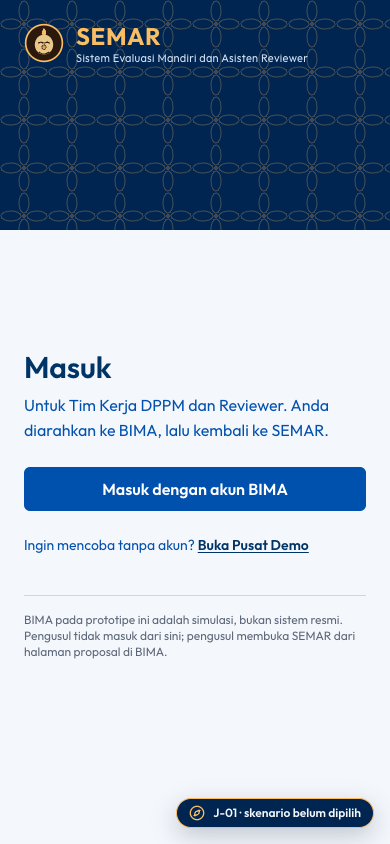 SEMAR
Sistem Evaluasi Mandiri dan Asisten Reviewer
Masuk
Untuk Tim Kerja DPPM dan Reviewer. Anda
diarahkan ke BIMA, lalu kembali ke SEMAR.
Masuk dengan akun BIMA
Ingin mencoba tanpa akun? Buka Pusat Demo
BIMA pada prototipe ini adalah simulasi, bukan sistem resmi.
Pengusul tidak masuk dari sini; pengusul membuka SEMAR dari
halaman proposal di BIMA.
J-01 · skenario belum dipilih